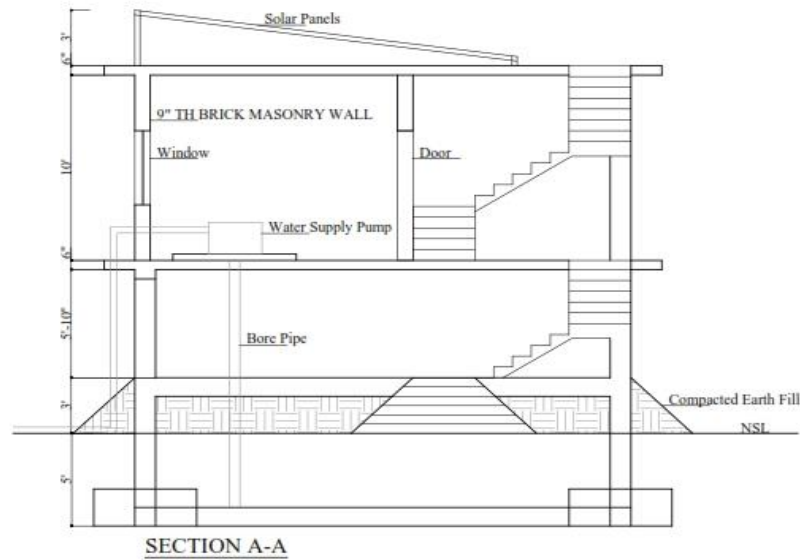 Solar Panels
3'
6"
9" TH BRICK MASONRY WALL
Window
Door
10'
Water Supply Pump
6"
5'-10"
Bore Pipe
Compacted Earth Fill
3'
NSL
5'
SECTION A-A